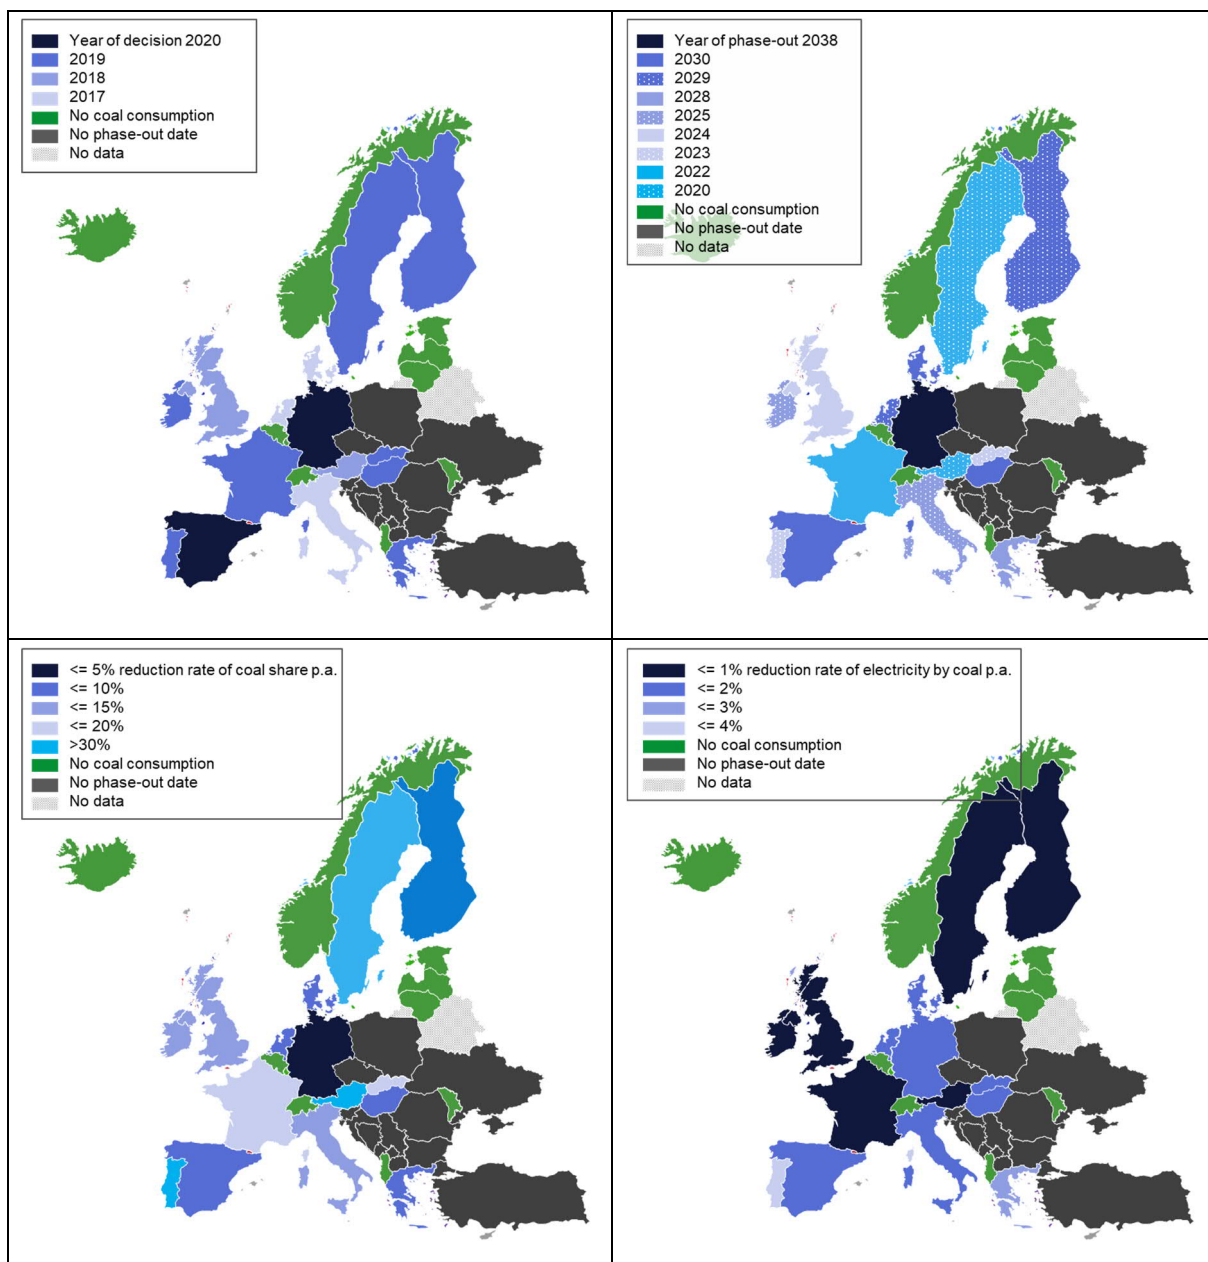 Year of decision 2020
2019
2018
2017
No coal consumption
No phase-out date
No data
Year of phase-out 2038
2030
2029
2028
2025
2024
2023
2022
2020
No coal consumption
No phase-out date
No data
<= 5% reduction rate of coal share p.a.
<= 10%
<= 15%
<= 20%
>30%
No coal consumption
No phase-out date
No data
<= 1% reduction rate of electricity by coal p.a.
<= 2%
<= 3%
<= 4%
No coal consumption
No phase-out date
No data